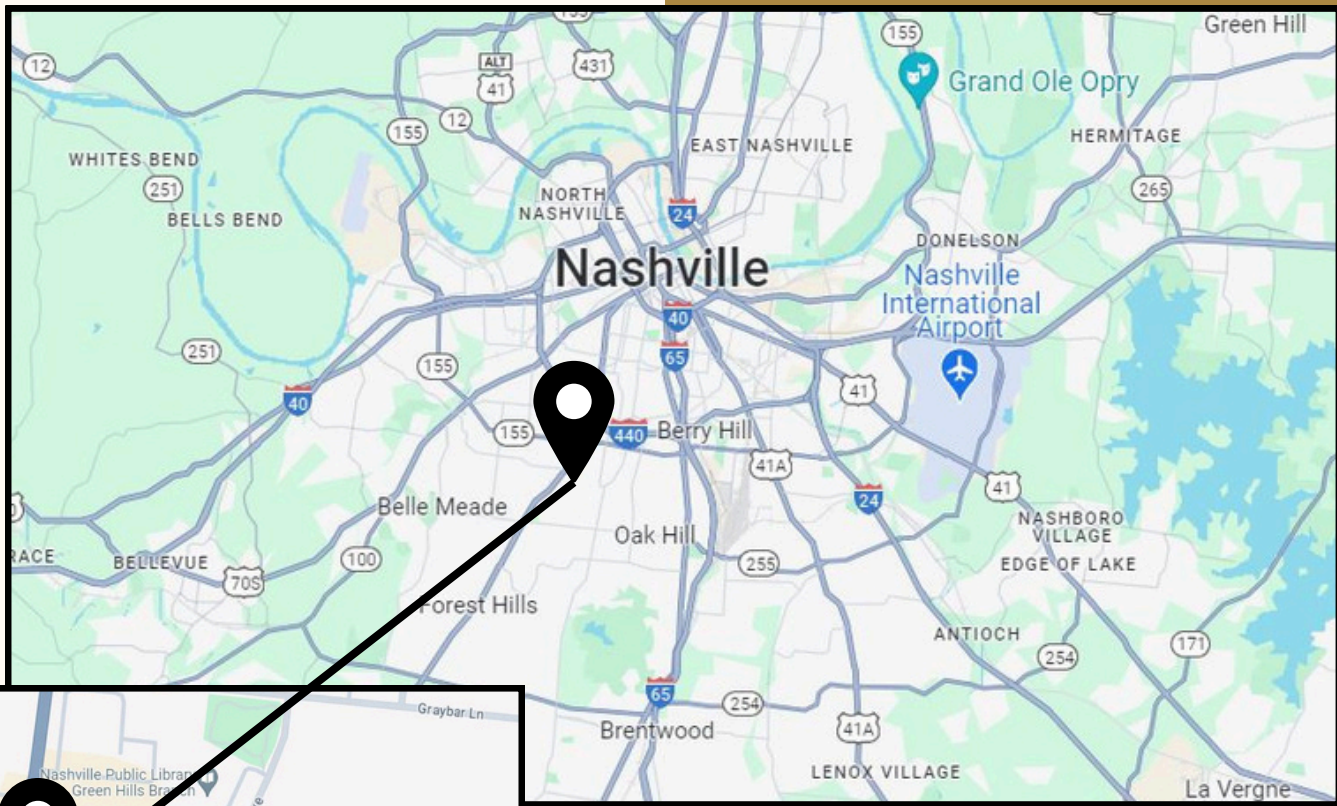 155
155
Green Hill
12
ALT
41
431
Grand Ole Opry
12
155
HERMITAGE
WHITES BEND
EAST NASHVILLE
251
265
NORTH
NASHVILLE
BELLS BEND
24
DONELSON
Nashville
Nashville
International
Airport
40
251
65
155
40
41
155
440
Berry Hill
41A
41
24
Belle Meade
NASHBORO
VILLAGE
Oak Hill
RACE
BELLEVUE
100
255
EDGE OF LAKE
70S
Forest Hills
ANTIOCH
254
171
65
254
Brentwood
41A
LENOX VILLAGE
La Vergne
Graybar Ln
Nashville Public Library
Green Hills Branch